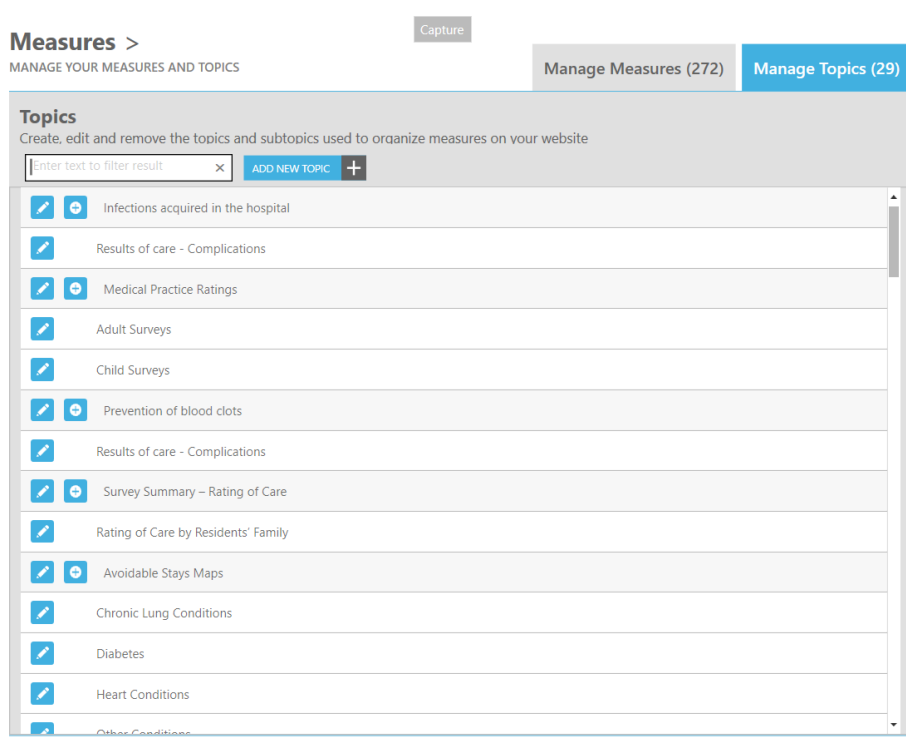 Capture
Measures >
MANAGE YOUR MEASURES AND TOPICS
Manage Measures (272)
Manage Topics (29)
Topics
Create, edit and remove the topics and subtopics used to organize measures on your website
Enter text to filter result
ADD NEW TOPIC
Infections acquired in the hospital
Results of care - Complications
Medical Practice Ratings
Adult Surveys
Child Surveys
Prevention of blood clots
Results of care - Complications
Survey Summary – Rating of Care
Rating of Care by Residents' Family
Avoidable Stays Maps
Chronic Lung Conditions
Diabetes
Heart Conditions
Other Conditions